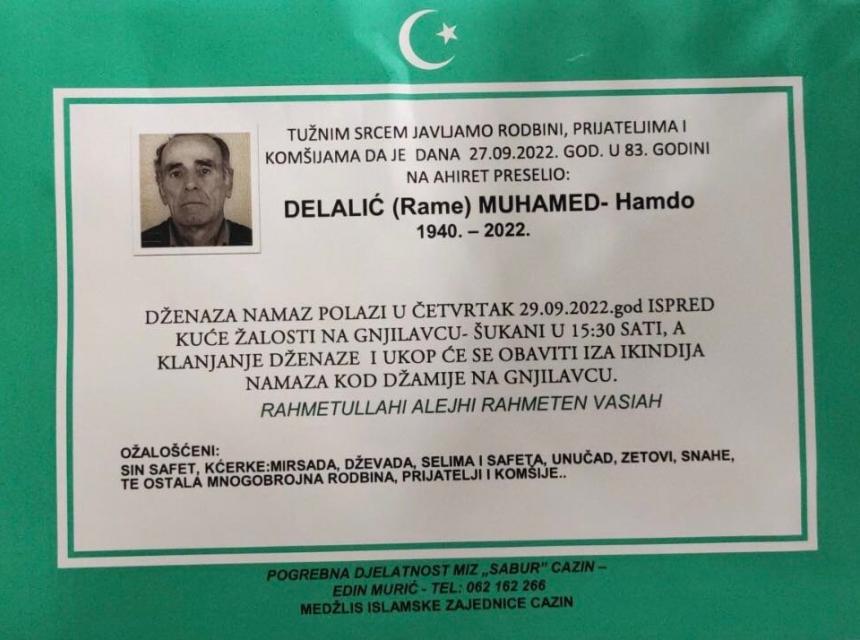 TUŽNIM SRCEM JAVLJAMO RODBINI, PRIJATELJIMA I
KOMŠIJAMA DA JE DANA 27.09.2022. GOD. U 83. GODINI
NA AHIRET PRESELIO:
DELALIĆ (Rame) MUHAMED- Hamdo
1940. – 2022.
DŽENAZA NAMAZ POLAZI U ČETVRTAK 29.09.2022.god ISPRED
KUĆE ŽALOSTI NA GNJILAVCU- ŠUKANI U 15:30 SATI, A
KLANJANJE DŽENAZE I UKOP ĆE SE OBAVITI IZA IKINDIJA
NAMAZA KOD DŽAMIJE NA GNJILAVCU.
RAHMETULLAHI ALEJHI RAHMETEN VASIAH
OŽALOŠĆENI:
SIN SAFET, KĆERKE:MIRSADA, DŽEVADA, SELIMA I SAFETA, UNUČAD, ZETOVI, SNAHE,
TE OSTALA MNOGOBROJNA RODBINA, PRIJATELJI I KOMŠIJE..
POGREBNA DJELATNOST MIZ „SABUR" CAZIN –
EDIN MURIĆ - TEL: 062 162 266
MEDŽLIS ISLAMSKE ZAJEDNICE CAZIN